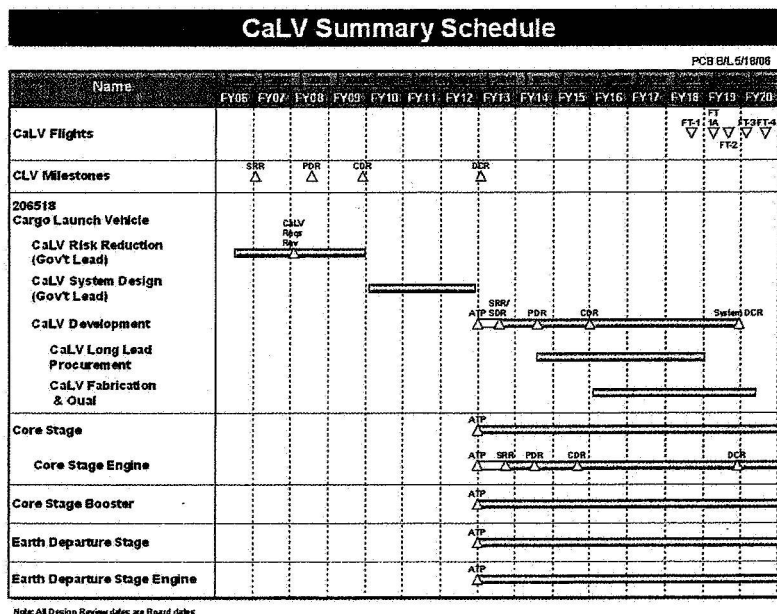 CaLV Summary Schedule
PCB B/L 5/18/06
Name
FY06 FY07 FY08 FY09 FY10 FY11 FY12 FY13 FY14 FY15 FY16 FY17 FY18 FY19 FY20
FT
FT-1 1A FT-3 FT-4
CaLV Flights
FT-2
SRR PDR CDR DCR
CLV Milestones
206518
Cargo Launch Vehicle
CaLV
Reqs
Rev
CaLV Risk Reduction
(Gov't Lead)
CaLV System Design
(Gov't Lead)
SRR/
ATP SDR PDR CDR System DCR
CaLV Development
CaLV Long Lead
Procurement
CaLV Fabrication
& Qual
ATP
Core Stage
ATP SRR PDR CDR DCR
Core Stage Engine
ATP
Core Stage Booster
ATP
Earth Departure Stage
ATP
Earth Departure Stage Engine
Note: All Design Review dates are Board dates